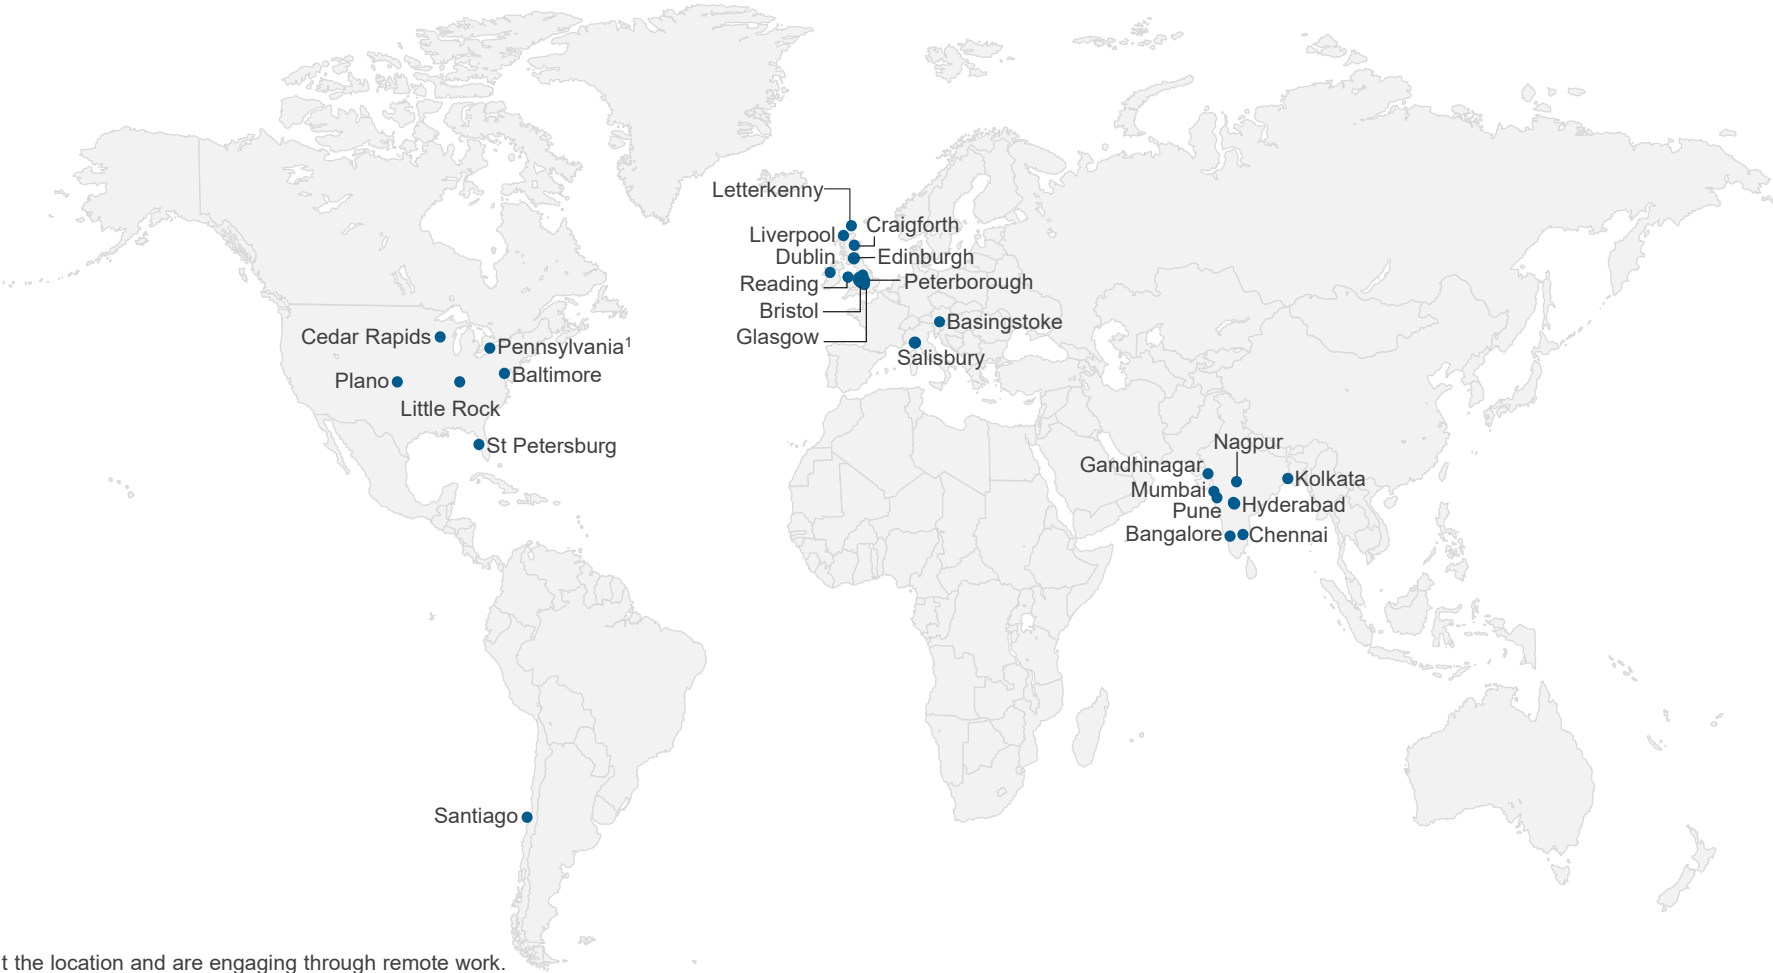 Letterkenny
Craigforth
Liverpool
Dublin
Edinburgh
Reading
Peterborough
Bristol
Glasgow
Basingstoke
Salisbury
Cedar Rapids
Pennsylvania¹
Plano
Baltimore
Little Rock
St Petersburg
Nagpur
Gandhinagar
Kolkata
Mumbai
Pune
Hyderabad
Bangalore
Chennai
Santiago
t the location and are engaging through remote work.